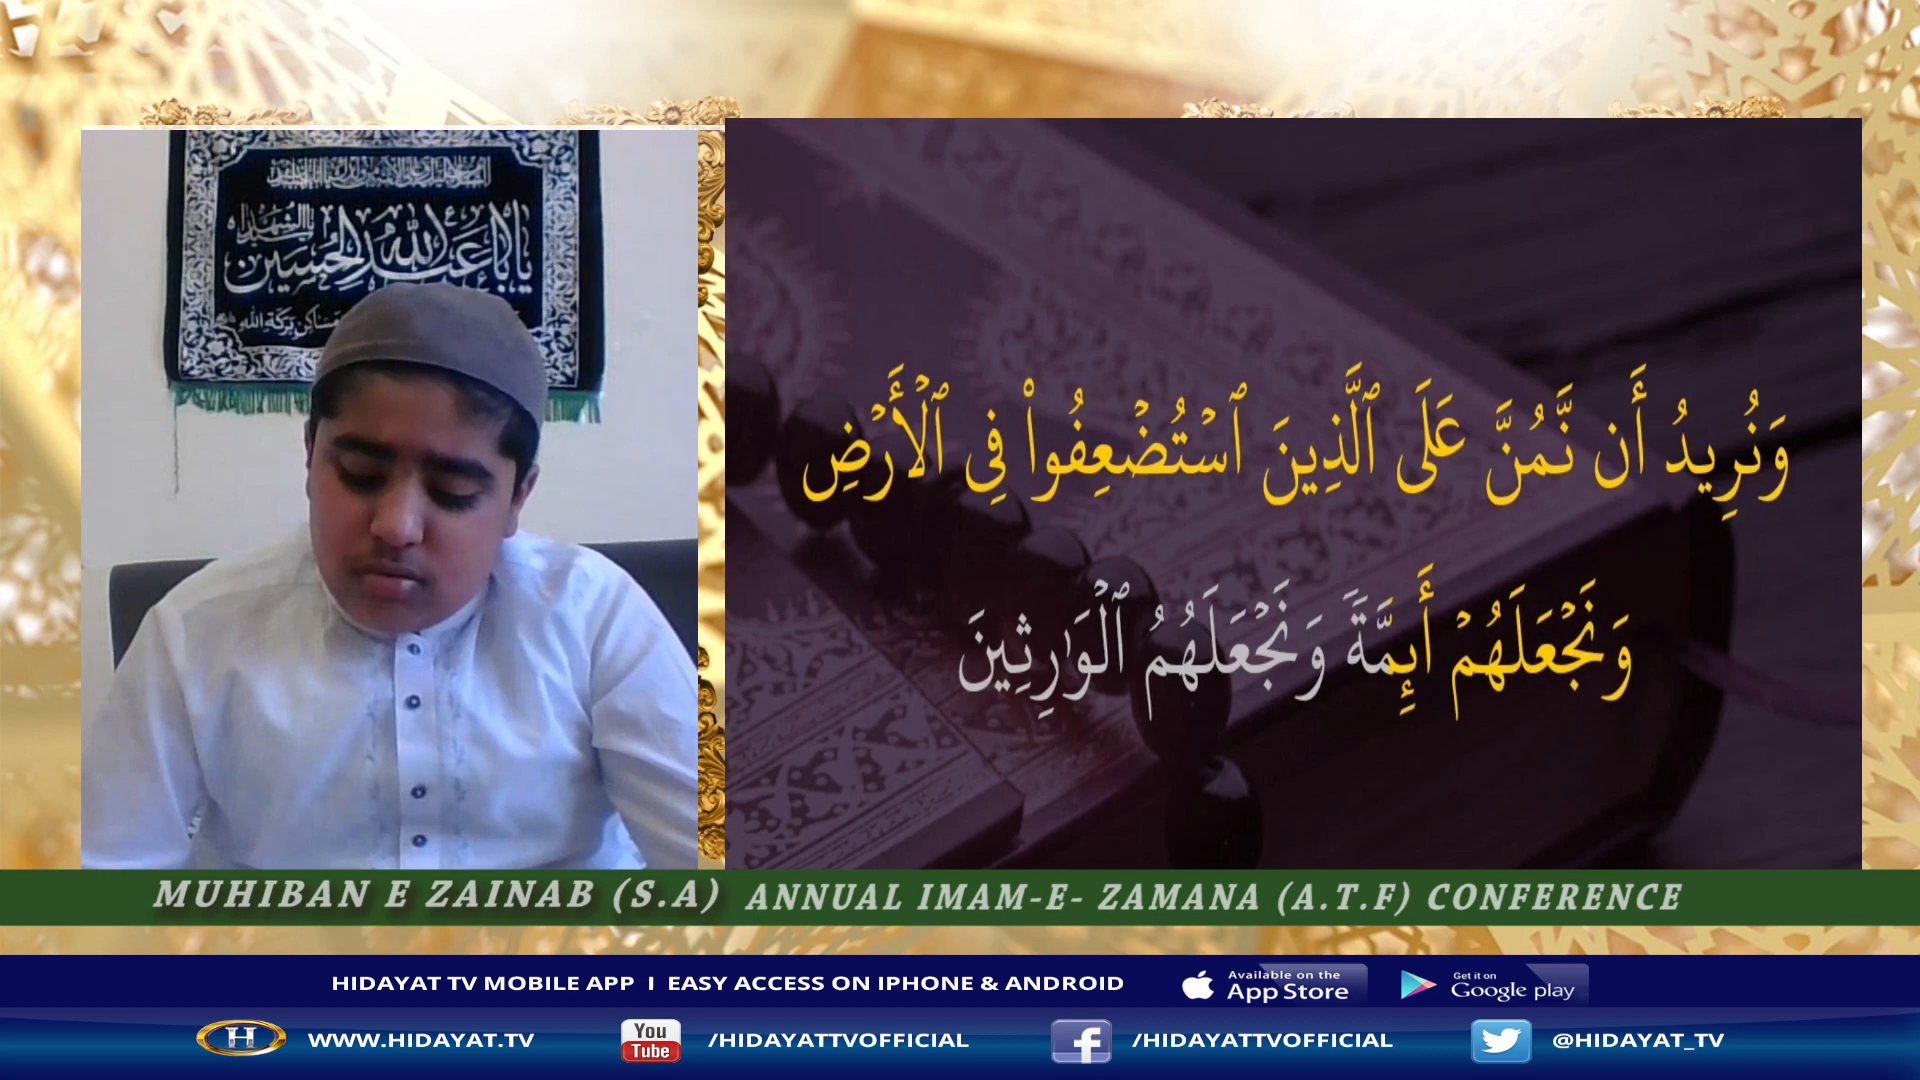 يا أبا عبد الله الحسين
وَنُرِيدُ أَن نَّمُنَّ عَلَى ٱلَّذِينَ ٱسۡتُضۡعِفُواْ فِى ٱلۡأَرۡضِ
وَنَجۡعَلَهُمۡ أَئِمَّةً وَنَجۡعَلَهُمُ ٱلۡوَٰرِثِينَ
MUHIBAN E ZAINAB (S.A) ANNUAL IMAM-E- ZAMANA (A.T.F) CONFERENCE
HIDAYAT TV MOBILE APP I EASY ACCESS ON IPHONE & ANDROID
Available on the
App Store
Get it on
Google play
H WWW.HIDAYAT.TV
You
Tube
/HIDAYATTVOFFICIAL
f /HIDAYATTVOFFICIAL
@HIDAYAT_TV